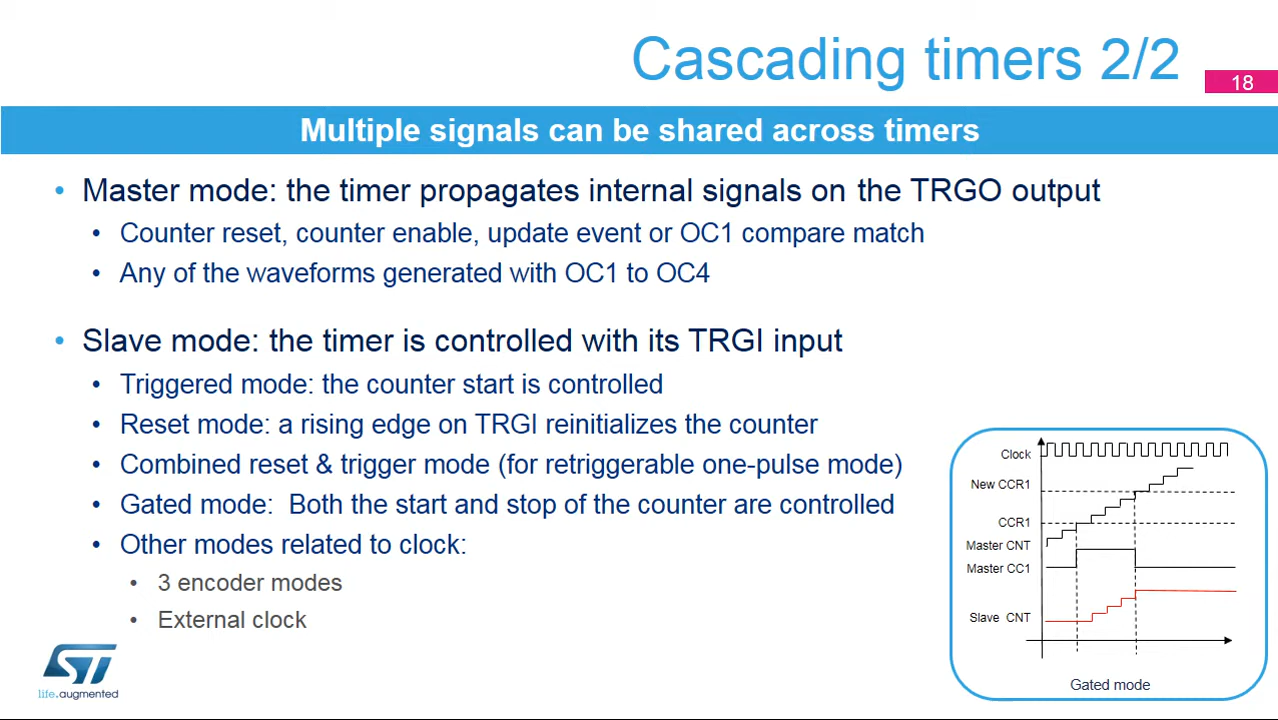 Cascading timers 2/2
18
Multiple signals can be shared across timers
• Master mode: the timer propagates internal signals on the TRGO output
• Counter reset, counter enable, update event or OC1 compare match
• Any of the waveforms generated with OC1 to OC4
• Slave mode: the timer is controlled with its TRGI input
• Triggered mode: the counter start is controlled
• Reset mode: a rising edge on TRGI reinitializes the counter
• Combined reset & trigger mode (for retriggerable one-pulse mode)
• Gated mode:  Both the start and stop of the counter are controlled
• Other modes related to clock:
• 3 encoder modes
• External clock
Clock
New CCR1
CCR1
Master CNT
Master CC1
Slave CNT
Gated mode
ST
life.augmented